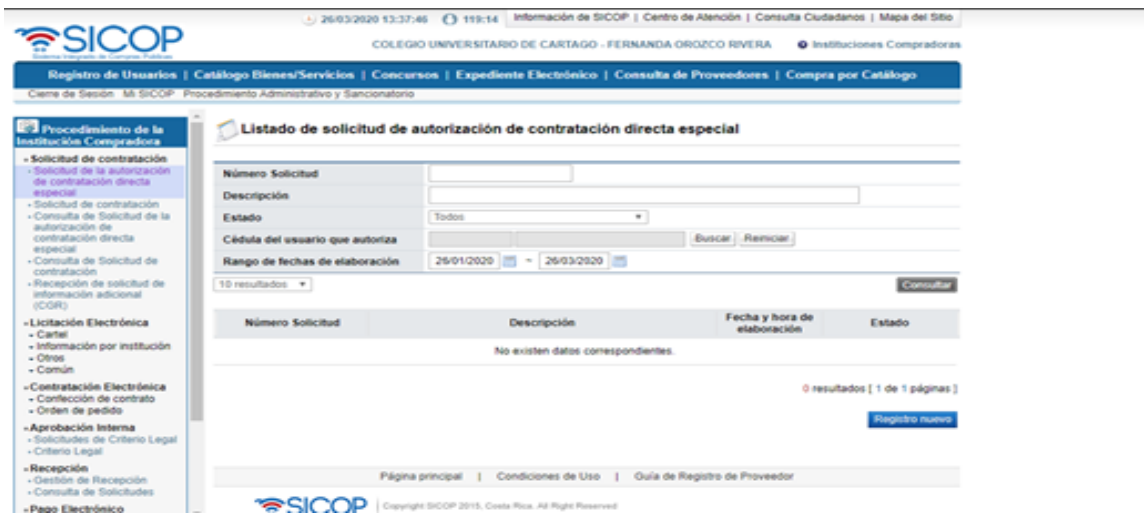 26/03/2020 13:37:46 119:14 Información de SICOP | Centro de Atención | Consulta Ciudadanos | Mapa del Sitio
SICOP
Sistema Integrado de Compras Públicas
COLEGIO UNIVERSITARIO DE CARTAGO - FERNANDA OROZCO RIVERA Instituciones Compradoras
Registro de Usuarios | Catálogo Bienes/Servicios | Concursos | Expediente Electrónico | Consulta de Proveedores | Compra por Catálogo
Cierre de Sesión Mi SICOP Procedimiento Administrativo y Sancionatorio
Procedimiento de la
Institución Compradora
Solicitud de contratación
Solicitud de la autorización
de contratación directa
especial
Solicitud de contratación
Consulta de Solicitud de la
autorización de
contratación directa
especial
Consulta de Solicitud de
contratación
Recepción de solicitud de
información adicional
(CGR)
Licitación Electrónica
Cartel
Información por institución
Otros
Común
Contratación Electrónica
Confección de contrato
Orden de pedido
Aprobación Interna
Solicitudes de Criterio Legal
Criterio Legal
Recepción
Gestión de Recepción
Consulta de Solicitudes
Pago Electrónico
Listado de solicitud de autorización de contratación directa especial
Número Solicitud
Descripción
Estado Todos
Cédula del usuario que autoriza Buscar Reiniciar
Rango de fechas de elaboración 26/01/2020 ~ 26/03/2020
10 resultados Consultar
Número Solicitud Descripción Fecha y hora de elaboración Estado
No existen datos correspondientes.
0 resultados [ 1 de 1 páginas ]
Registro nuevo
Página principal | Condiciones de Uso | Guía de Registro de Proveedor
SICOP Copyright SICOP 2015, Costa Rica. All Right Reserved